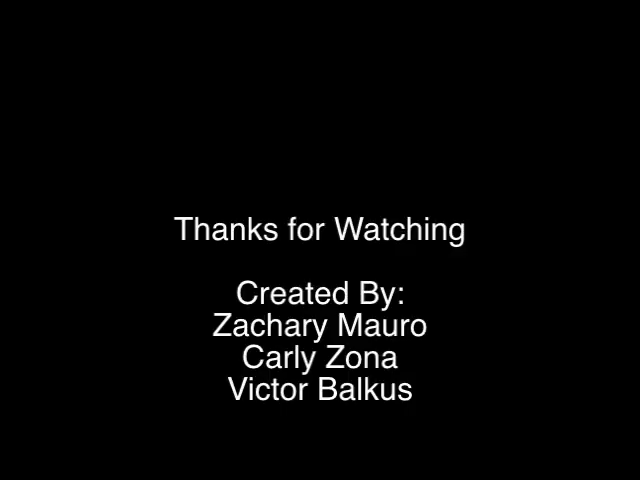 Thanks for Watching
Created By:
Zachary Mauro
Carly Zona
Victor Balkus